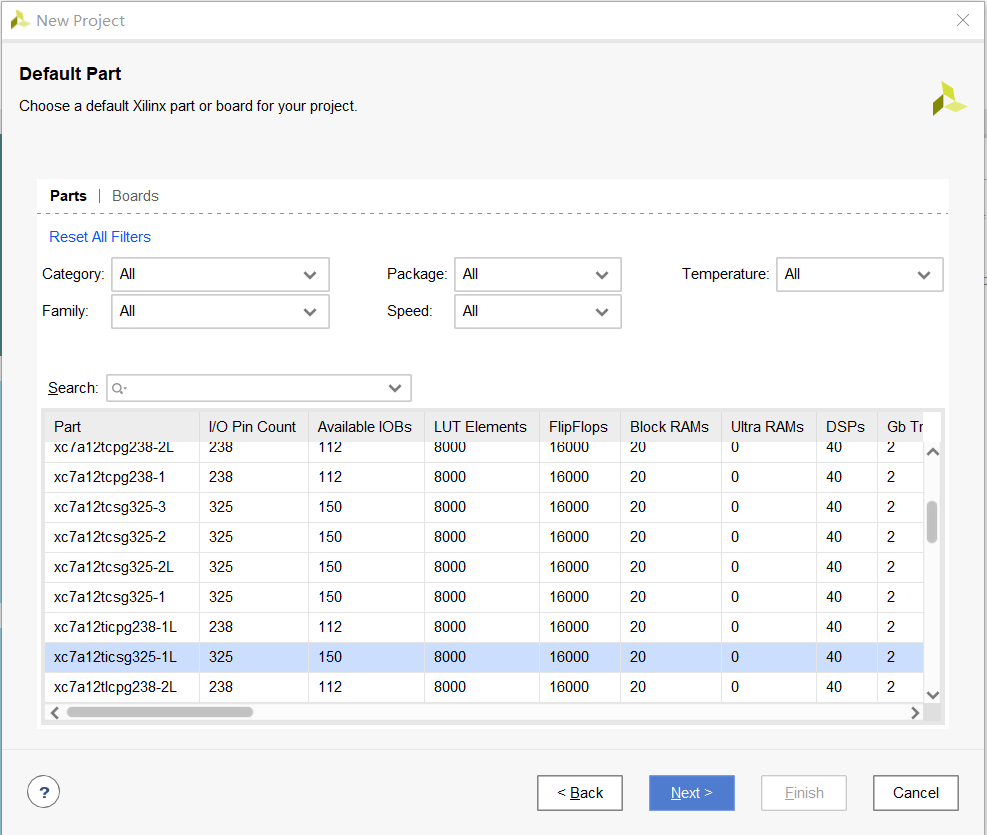 New Project
Default Part
Choose a default Xilinx part or board for your project.
Parts | Boards
Reset All Filters
Category: All Package: All Temperature: All
Family: All Speed: All
Search:
Part I/O Pin Count Available IOBs LUT Elements FlipFlops Block RAMs Ultra RAMs DSPs Gb Tr
xc7a12tcpg238-2L 238 112 8000 16000 20 0 40 2
xc7a12tcpg238-1 238 112 8000 16000 20 0 40 2
xc7a12tcsg325-3 325 150 8000 16000 20 0 40 2
xc7a12tcsg325-2 325 150 8000 16000 20 0 40 2
xc7a12tcsg325-2L 325 150 8000 16000 20 0 40 2
xc7a12tcsg325-1 325 150 8000 16000 20 0 40 2
xc7a12ticpg238-1L 238 112 8000 16000 20 0 40 2
xc7a12ticsg325-1L 325 150 8000 16000 20 0 40 2
xc7a12tlcpg238-2L 238 112 8000 16000 20 0 40 2
? < Back Next > Finish Cancel